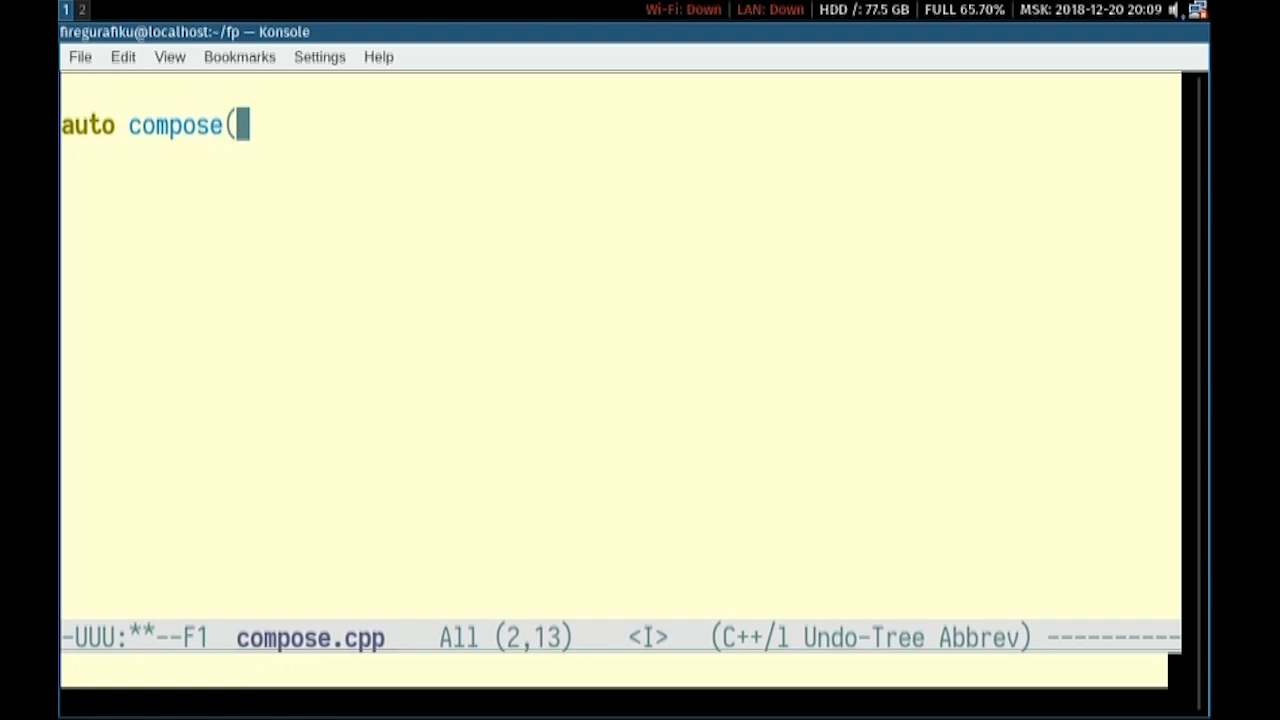 1 2 Wi-Fi: Down | LAN: Down | HDD /: 77.5 GB | FULL 65.70% | MSK: 2018-12-20 20:09
firegurafiku@localhost:~/fp — Konsole
File Edit View Bookmarks Settings Help
auto compose(
-UUU:**--F1 compose.cpp All (2,13) <I> (C++/l Undo-Tree Abbrev) ----------